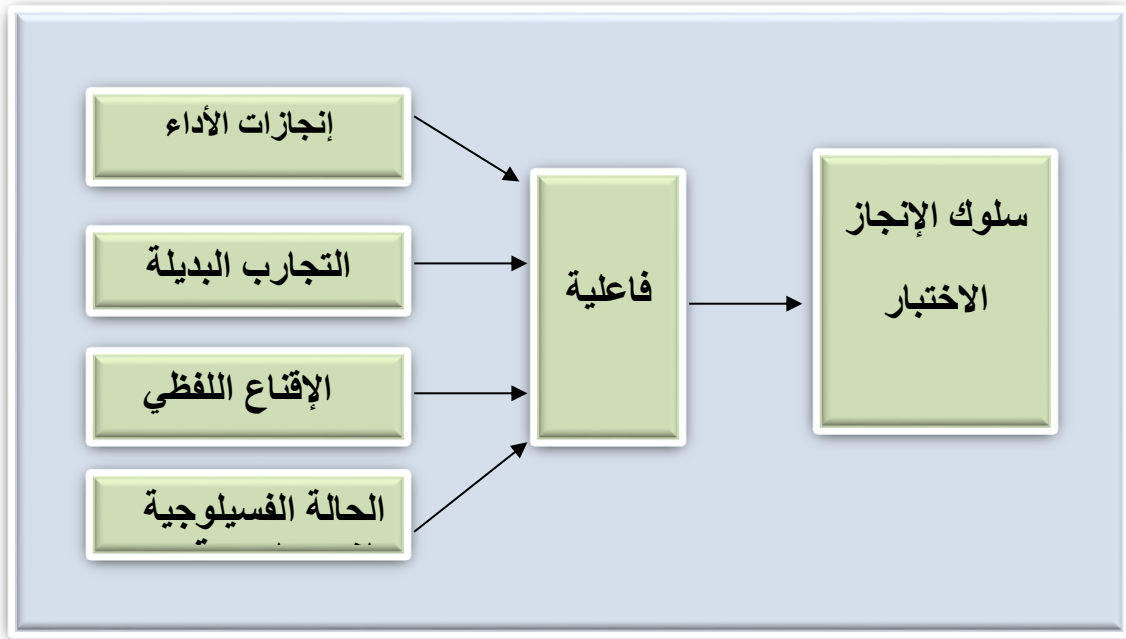 إنجازات الأداء
التجارب البديلة
الإقناع اللفظي
الحالة الفسيلوجية
فاعلية
سلوك الإنجاز
الاختبار